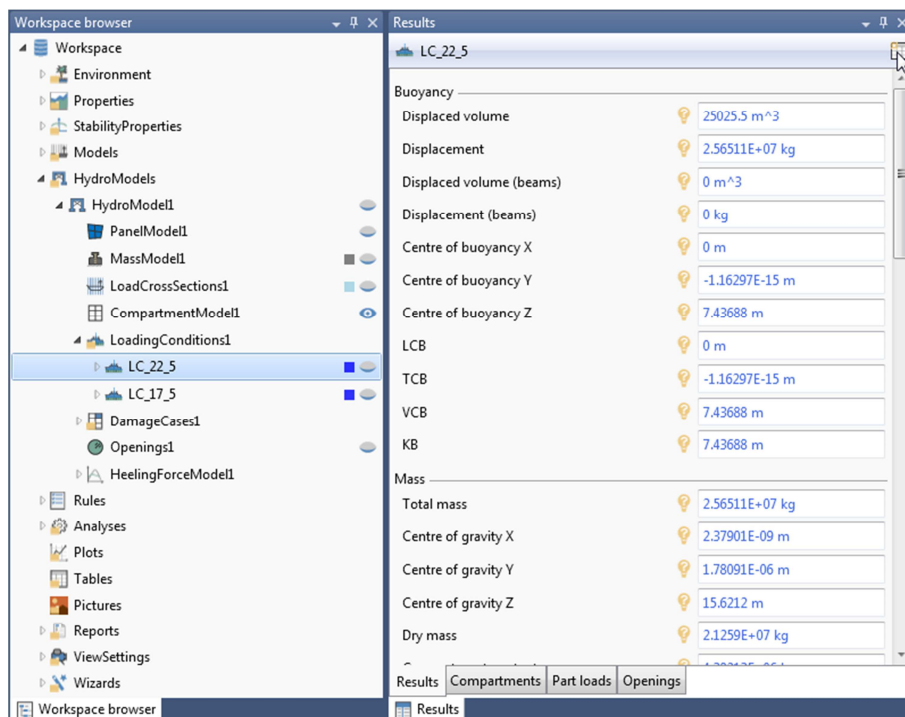 Workspace browser
Workspace
Environment
Properties
StabilityProperties
Models
HydroModels
HydroModel1
PanelModel1
MassModel1
LoadCrossSections1
CompartmentModel1
LoadingConditions1
LC_22_5
LC_17_5
DamageCases1
Openings1
HeelingForceModel1
Rules
Analyses
Plots
Tables
Pictures
Reports
ViewSettings
Wizards
Workspace browser
Results
LC_22_5
Buoyancy
Displaced volume 25025.5 m^3
Displacement 2.56511E+07 kg
Displaced volume (beams) 0 m^3
Displacement (beams) 0 kg
Centre of buoyancy X 0 m
Centre of buoyancy Y -1.16297E-15 m
Centre of buoyancy Z 7.43688 m
LCB 0 m
TCB -1.16297E-15 m
VCB 7.43688 m
KB 7.43688 m
Mass
Total mass 2.56511E+07 kg
Centre of gravity X 2.37901E-09 m
Centre of gravity Y 1.78091E-06 m
Centre of gravity Z 15.6212 m
Dry mass 2.1259E+07 kg
Results Compartments Part loads Openings
Results